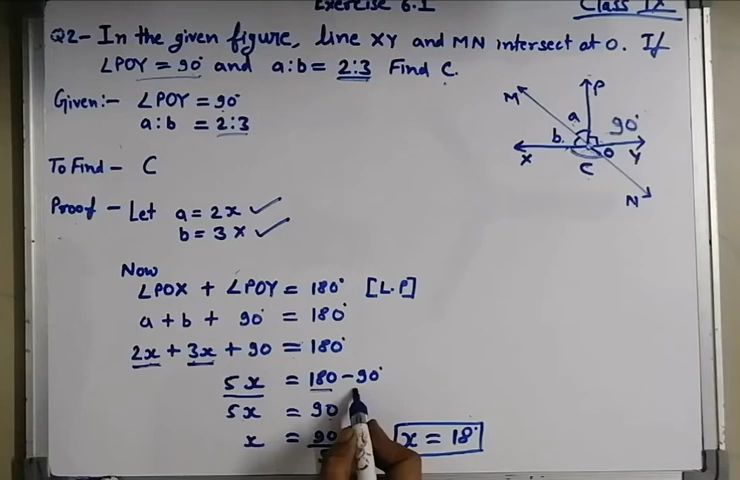 Exercise 6.1
Class IX
Q2- In the given figure, line XY and MN intersect at O. If
∠POY = 90° and a:b = 2:3 Find C.
Given:- ∠POY = 90°
a:b = 2:3
To Find - C
Proof - Let a = 2x
b = 3x
Now
∠POX + ∠POY = 180° [L.P]
a + b + 90° = 180°
2x + 3x + 90 = 180°
5x = 180 - 90°
5x = 90
x = 90
x = 18°
M
P
a
90°
b
X
O
Y
C
N